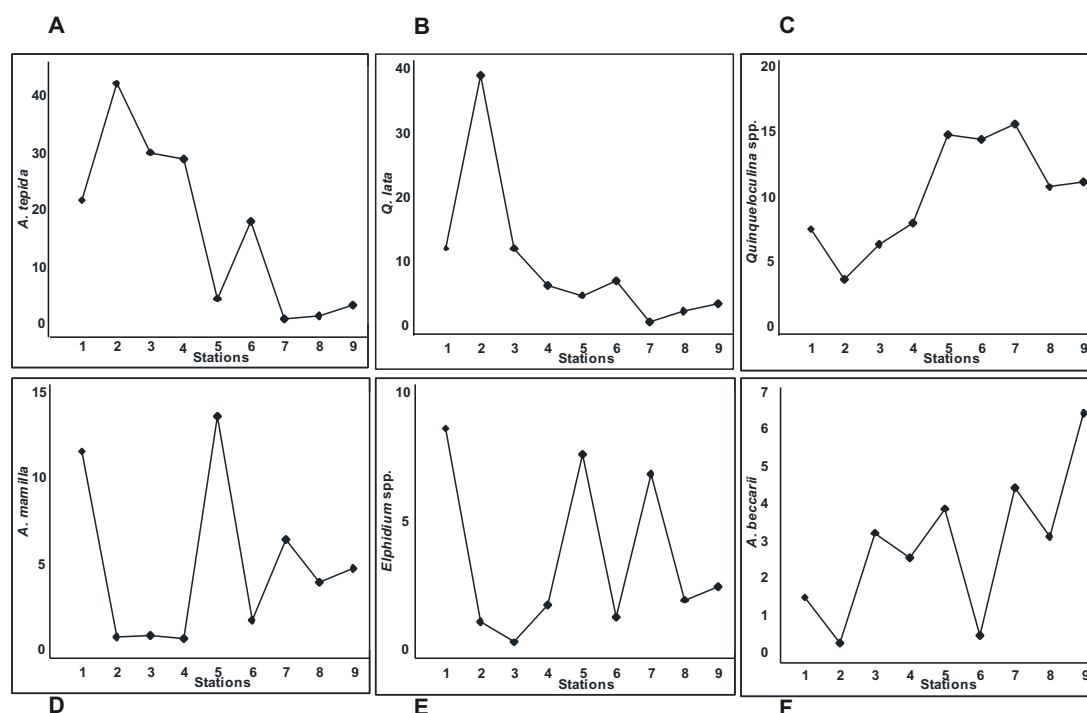 A B C
A. tepida
40
30
20
10
0
1 2 3 4 5 6 7 8 9
Stations
Q. lata
40
30
20
10
0
1 2 3 4 5 6 7 8 9
Stations
Quinqueloculina spp.
20
15
10
5
0
1 2 3 4 5 6 7 8 9
Stations
A. mamilla
15
10
5
0
1 2 3 4 5 6 7 8 9
Stations
Elphidium spp.
10
5
0
1 2 3 4 5 6 7 8 9
Stations
A. beccarii
7
6
5
4
3
2
1
0
1 2 3 4 5 6 7 8 9
Stations
D E F